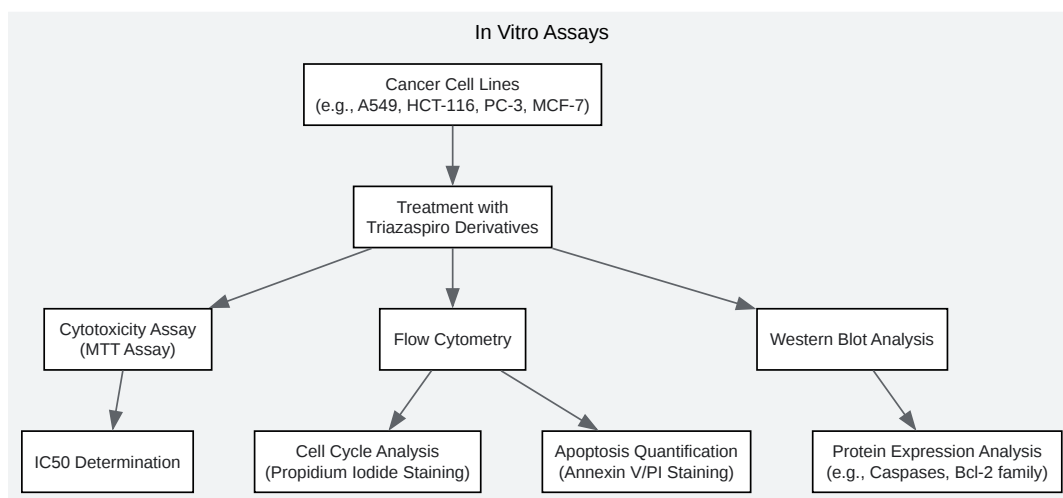 In Vitro Assays
Cancer Cell Lines
(e.g., A549, HCT-116, PC-3, MCF-7)
Treatment with
Triazaspiro Derivatives
Cytotoxicity Assay
(MTT Assay)
Flow Cytometry
Western Blot Analysis
IC50 Determination
Cell Cycle Analysis
(Propidium Iodide Staining)
Apoptosis Quantification
(Annexin V/PI Staining)
Protein Expression Analysis
(e.g., Caspases, Bcl-2 family)